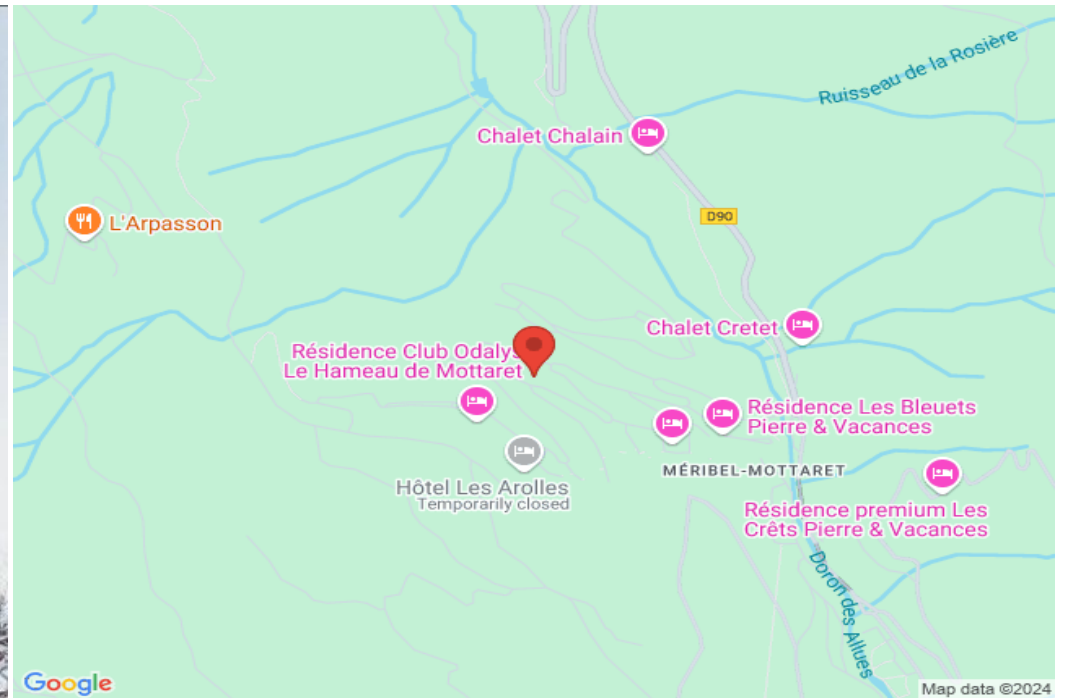 Ruisseau de la Rosière
Chalet Chalain
L'Arpasson
D90
Chalet Cretet
Résidence Club Odalys
Le Hameau de Mottaret
Résidence Les Bleuets
Pierre & Vacances
MÉRIBEL-MOTTARET
Hôtel Les Arolles
Temporarily closed
Résidence premium Les
Crêts Pierre & Vacances
Doron des Allues
Google
Map data ©2024